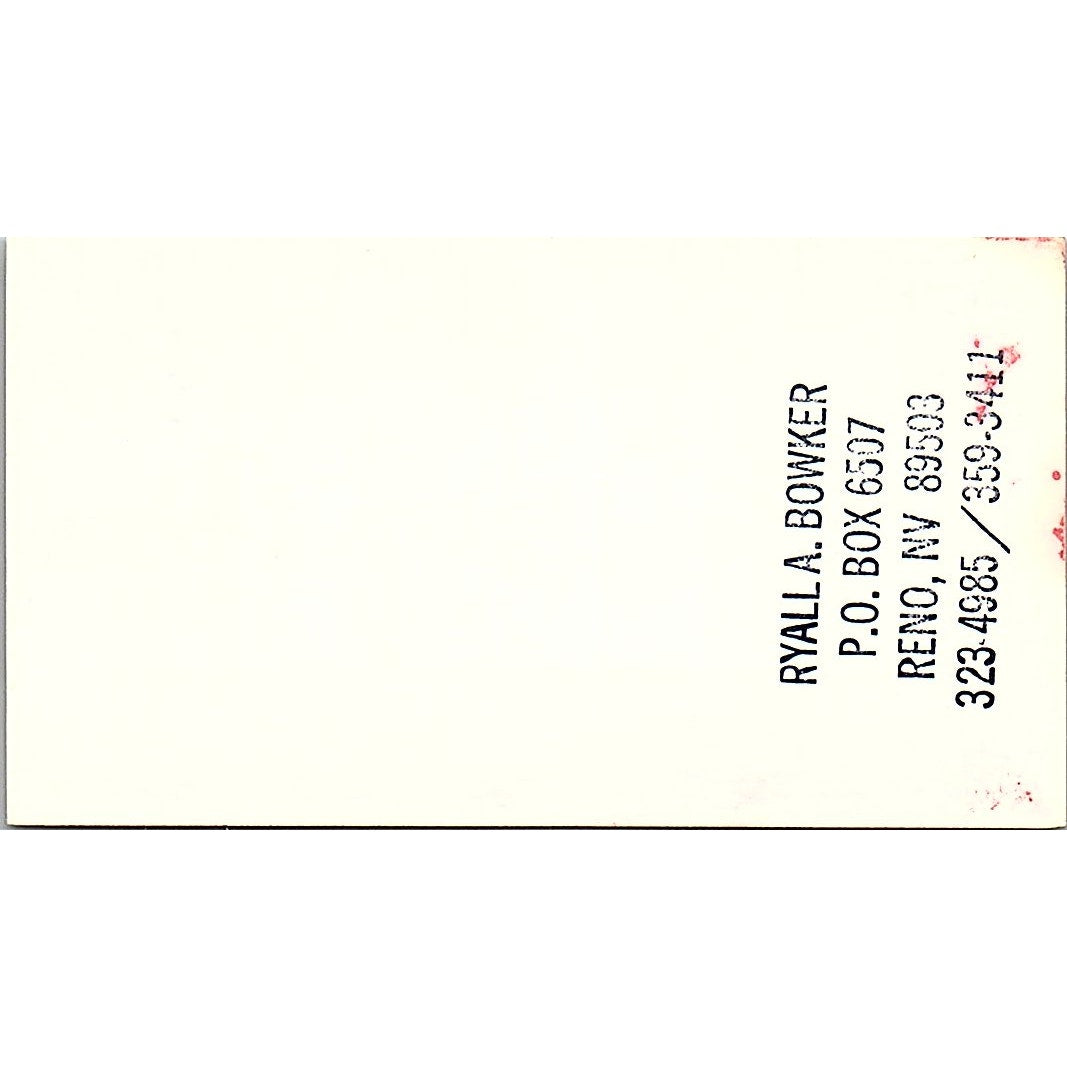 RYALL A. BOWKER
P.O. BOX 6507
RENO, NV 89503
323-4985/359-3411